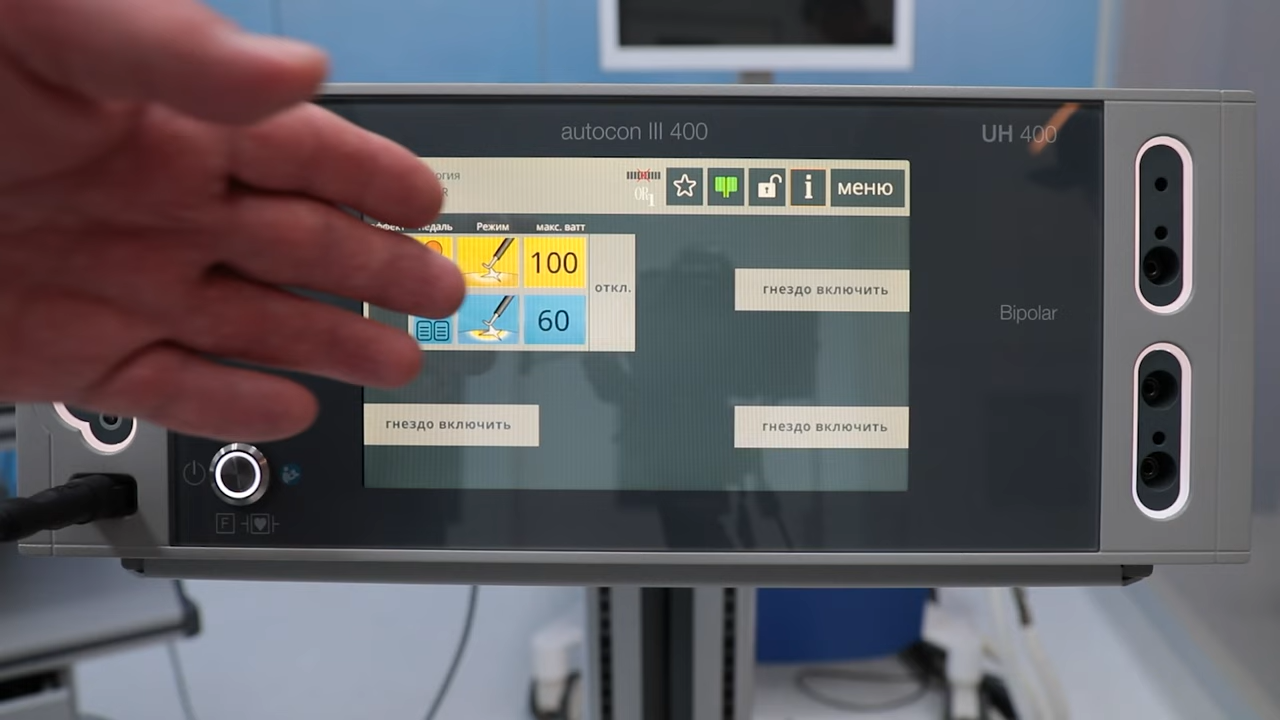 autocon III 400
UH 400
OR1
i
меню
педаль
Режим
макс. ватт
100
откл.
60
гнездо включить
гнездо включить
гнездо включить
Bipolar
F